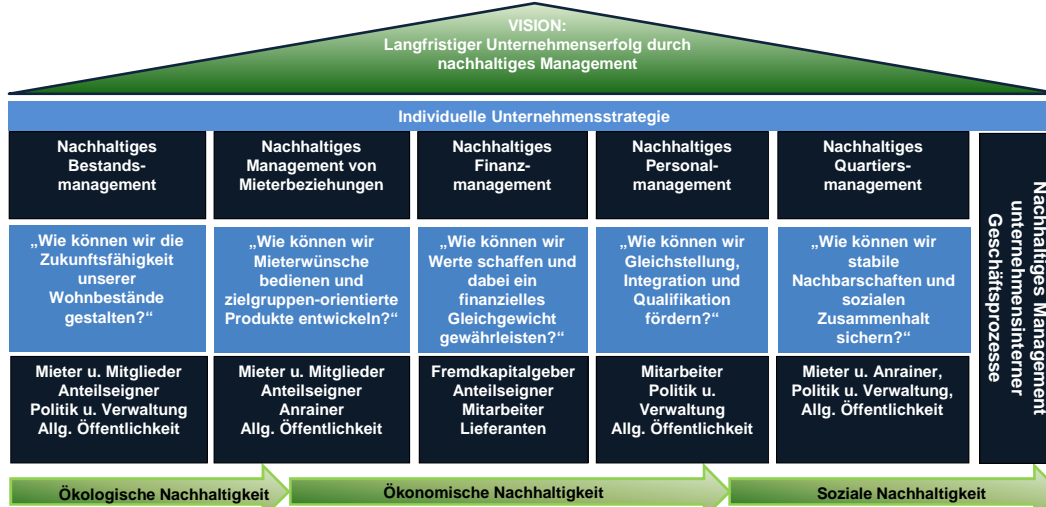 VISION:
Langfristiger Unternehmenserfolg durch
nachhaltiges Management
Individuelle Unternehmensstrategie
Nachhaltiges
Bestands-
management
Nachhaltiges
Management von
Mieterbeziehungen
Nachhaltiges
Finanz-
management
Nachhaltiges
Personal-
management
Nachhaltiges
Quartiers-
management
Nachhaltiges Management
unternehmensinterner
Geschäftsprozesse
„Wie können wir die
Zukunftsfähigkeit
unserer
Wohnbestände
gestalten?“
„Wie können wir
Mieterwünsche
bedienen und
zielgruppen-orientierte
Produkte entwickeln?“
„Wie können wir
Werte schaffen und
dabei ein
finanzielles
Gleichgewicht
gewährleisten?“
„Wie können wir
Gleichstellung,
Integration und
Qualifikation
fördern?“
„Wie können wir
stabile
Nachbarschaften und
sozialen
Zusammenhalt
sichern?“
Mieter u. Mitglieder
Anteilseigner
Politik u. Verwaltung
Allg. Öffentlichkeit
Mieter u. Mitglieder
Anteilseigner
Anrainer
Allg. Öffentlichkeit
Fremdkapitalgeber
Anteilseigner
Mitarbeiter
Lieferanten
Mitarbeiter
Politik u.
Verwaltung
Allg. Öffentlichkeit
Mieter u. Anrainer,
Politik u. Verwaltung,
Allg. Öffentlichkeit
Ökologische Nachhaltigkeit
Ökonomische Nachhaltigkeit
Soziale Nachhaltigkeit